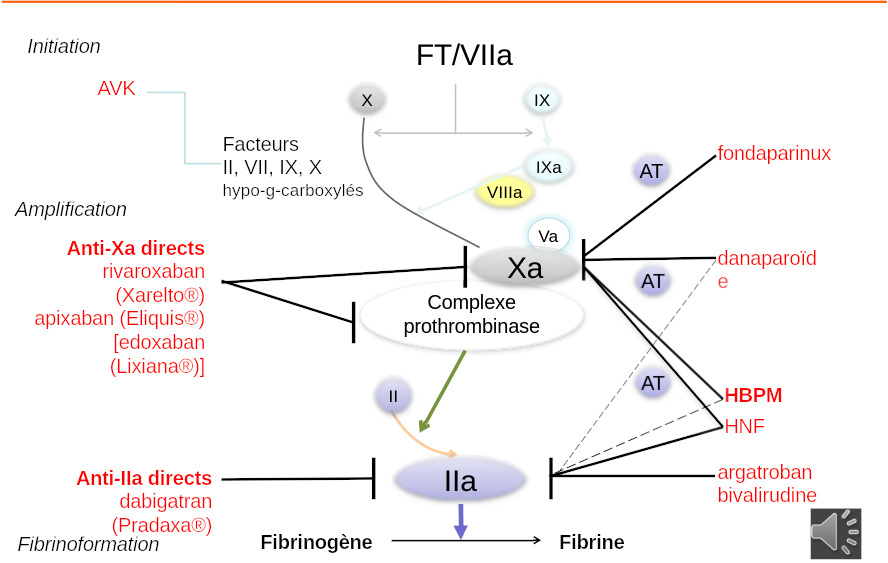 Initiation
FT/VIIa
AVK
X
IX
Facteurs
II, VII, IX, X
hypo-g-carboxylés
IXa
VIIIa
AT
fondaparinux
Amplification
Va
Anti-Xa directs
rivaroxaban
(Xarelto®)
apixaban (Eliquis®)
[edoxaban
(Lixiana®)]
Xa
Complexe
prothrombinase
AT
danaparoïd
e
AT
HBPM
HNF
II
Anti-IIa directs
dabigatran
(Pradaxa®)
IIa
argatroban
bivalirudine
Fibrinoformation
Fibrinogène
Fibrine